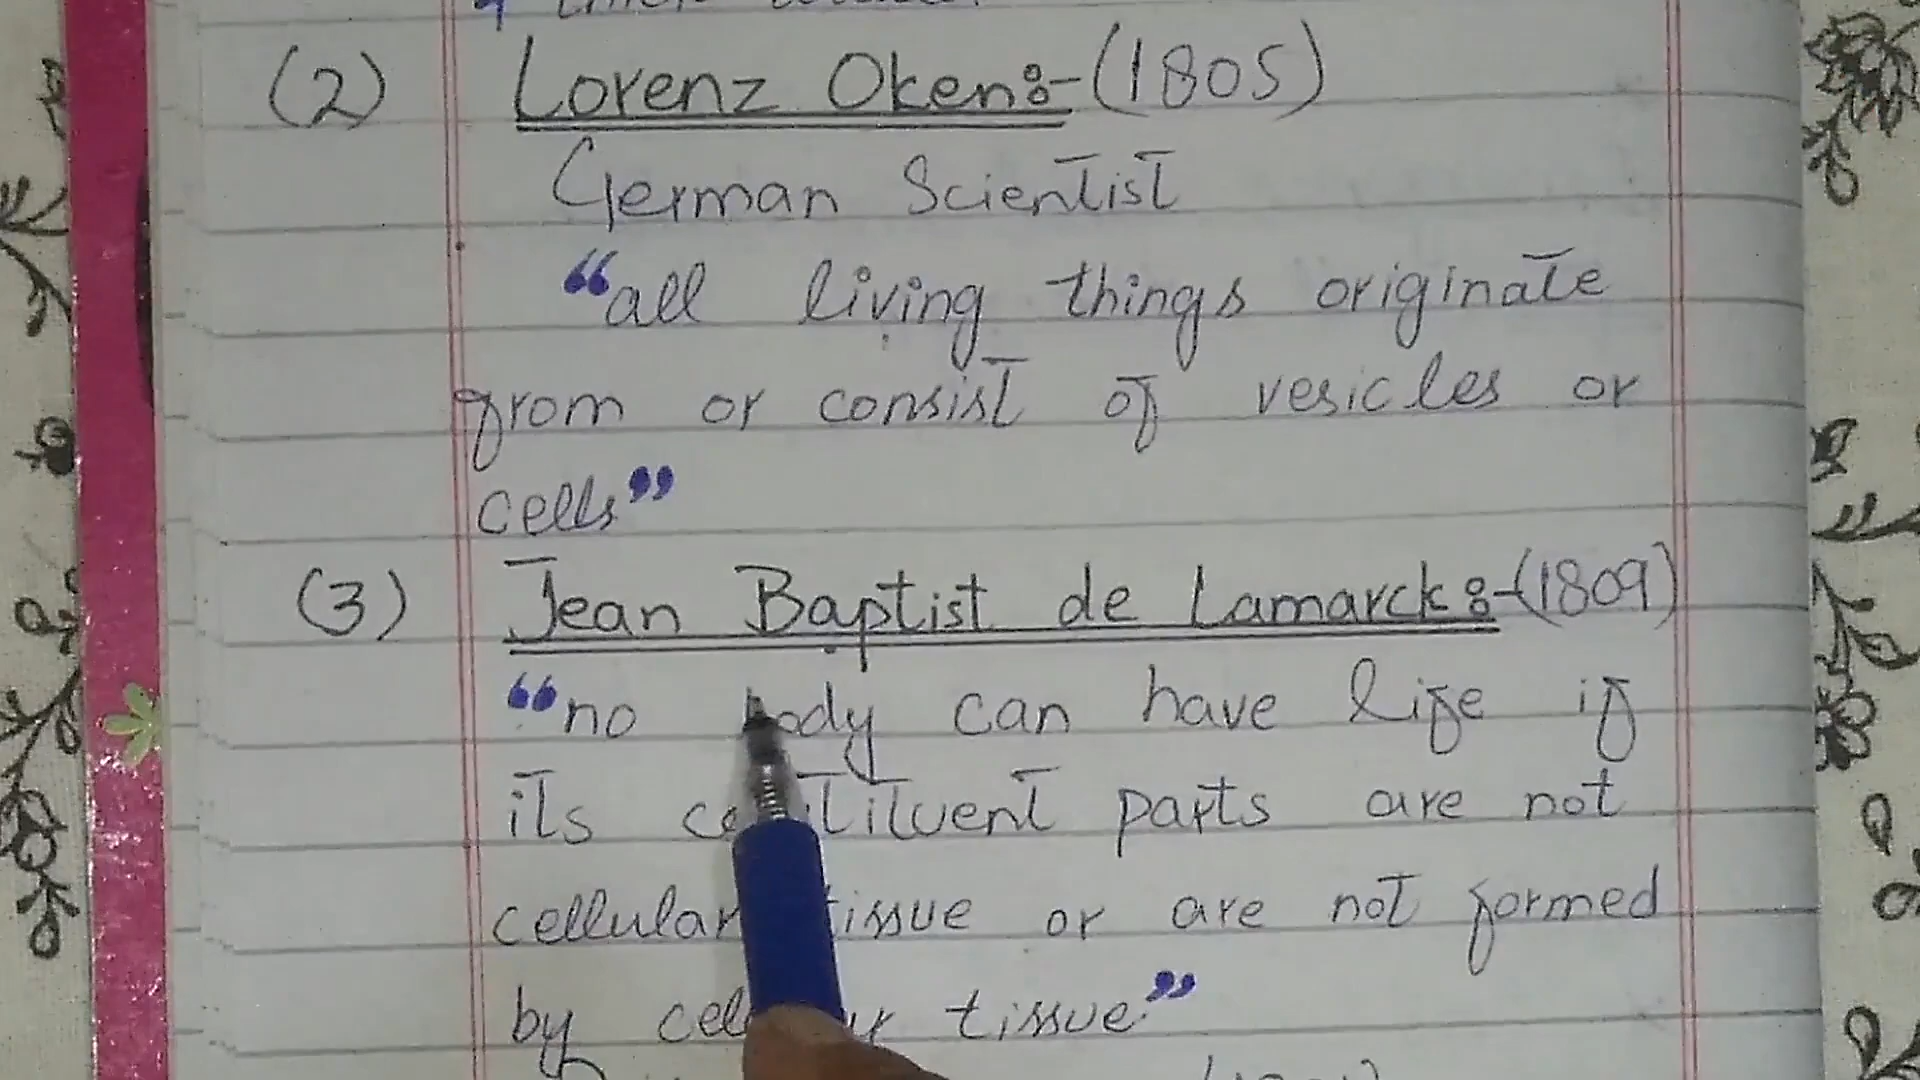 (2) Lorenz Oken:- (1805)
German Scientist
“all living things originate
from or consist of vesicles or
cells”
(3) Jean Baptist de Lamarck:- (1809)
“no body can have life if
its constituent parts are not
cellular tissue or are not formed
by cellular tissue”